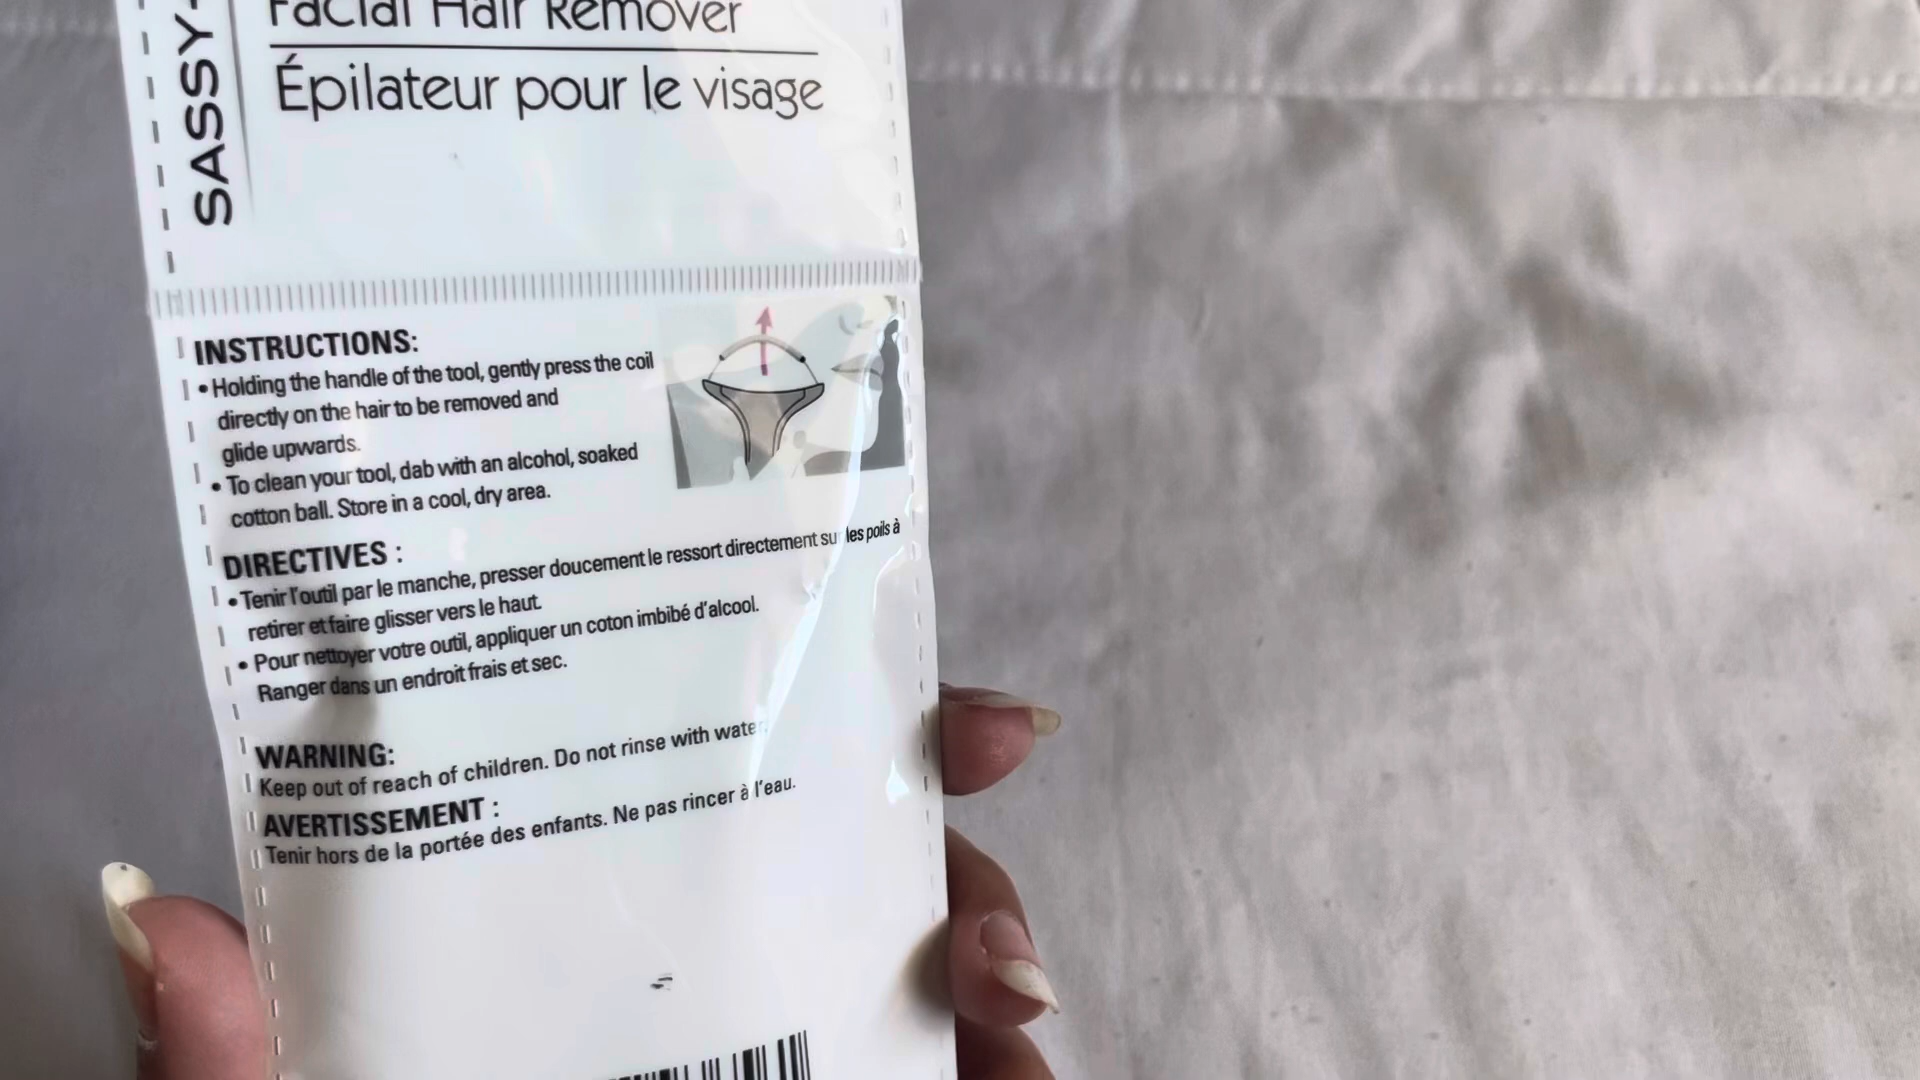 SASSY+
Facial Hair Remover
Épilateur pour le visage
INSTRUCTIONS:
• Holding the handle of the tool, gently press the coil
directly on the hair to be removed and
glide upwards.
• To clean your tool, dab with an alcohol, soaked
cotton ball. Store in a cool, dry area.
DIRECTIVES :
• Tenir l'outil par le manche, presser doucement le ressort directement sur les poils à
retirer et faire glisser vers le haut.
• Pour nettoyer votre outil, appliquer un coton imbibé d'alcool.
Ranger dans un endroit frais et sec.
WARNING:
Keep out of reach of children. Do not rinse with water.
AVERTISSEMENT :
Tenir hors de la portée des enfants. Ne pas rincer à l'eau.